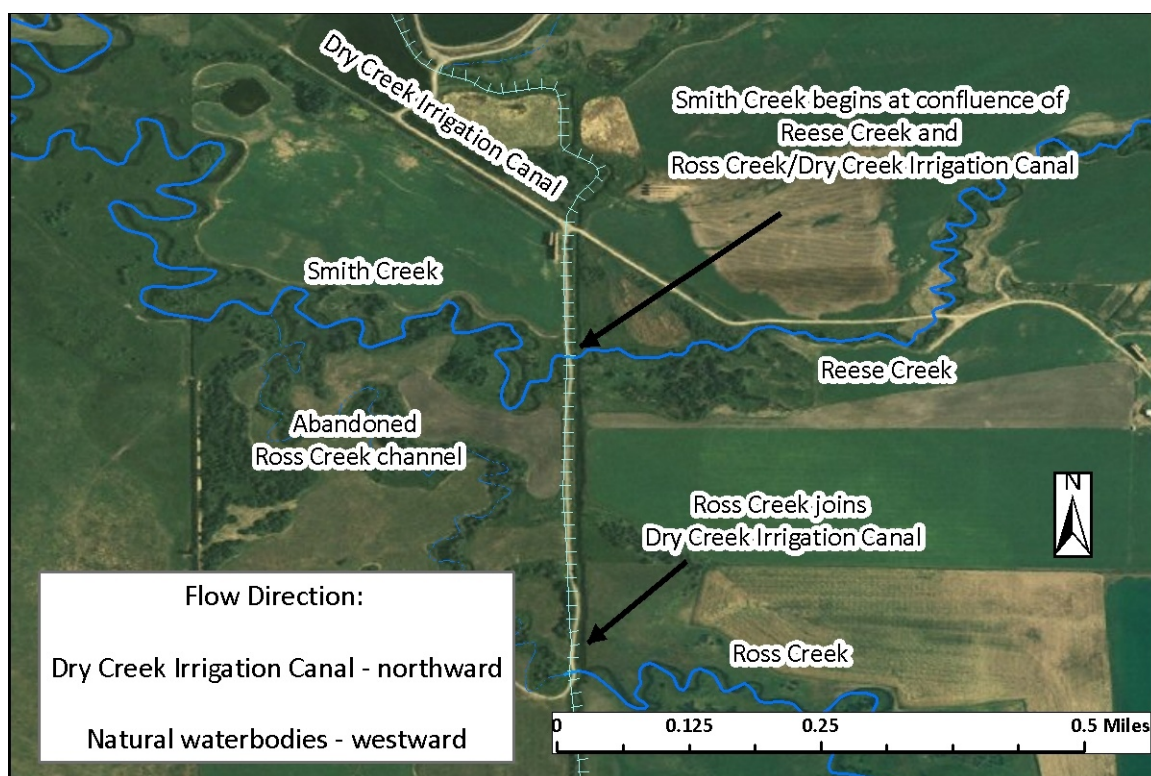 Dry Creek Irrigation Canal
Smith Creek begins at confluence of
Reese Creek and
Ross Creek/Dry Creek Irrigation Canal
Smith Creek
Reese Creek
Abandoned
Ross Creek channel
N
Ross Creek joins
Dry Creek Irrigation Canal
Flow Direction:
Dry Creek Irrigation Canal - northward
Natural waterbodies - westward
Ross Creek
0 0.125 0.25 0.5 Miles